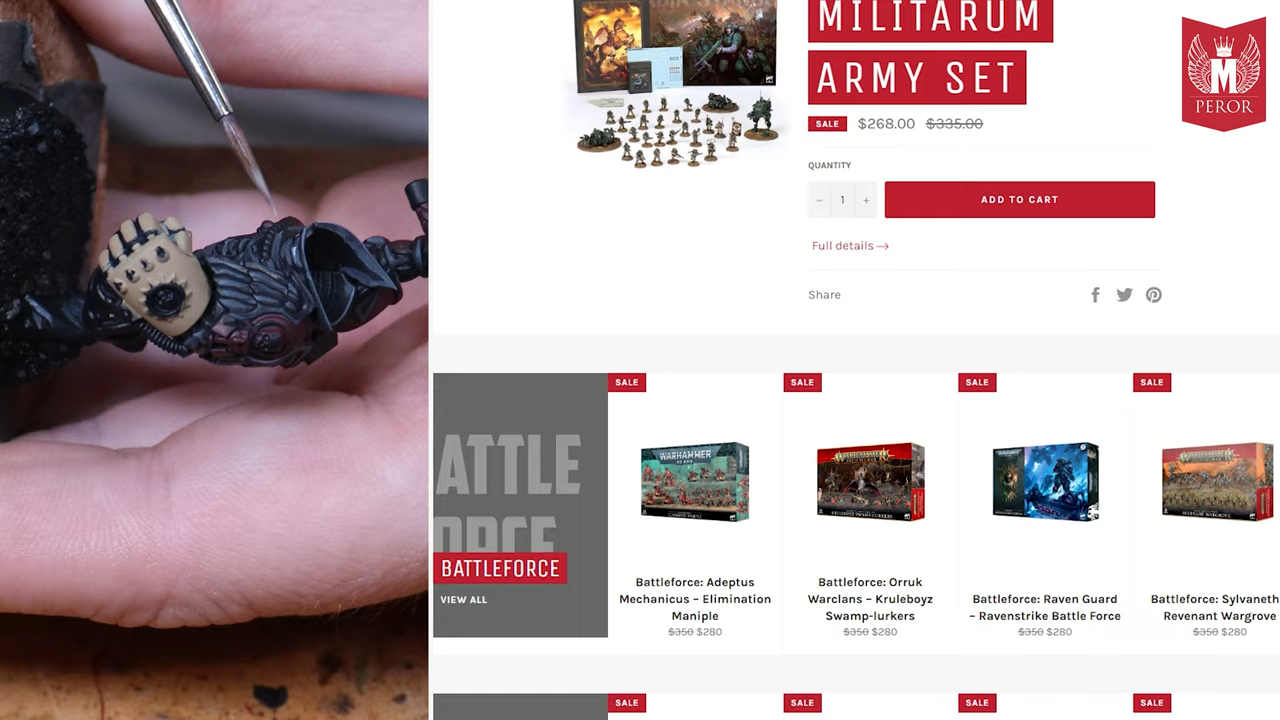 MILITARUM
ARMY SET
SALE $268.00 $335.00
QUANTITY
− 1 +
ADD TO CART
Full details →
Share
M
PEROR
ATTLE
ORCE
BATTLEFORCE
VIEW ALL
SALE
WARHAMMER
Battleforce: Adeptus
Mechanicus – Elimination
Maniple
$350 $280
SALE
Battleforce: Orruk
Warclans – Kruleboyz
Swamp-lurkers
$350 $280
SALE
Battleforce: Raven Guard
– Ravenstrike Battle Force
$350 $280
SALE
Battleforce: Sylvaneth
Revenant Wargrove
$350 $280
SALE
SALE
SALE
SALE